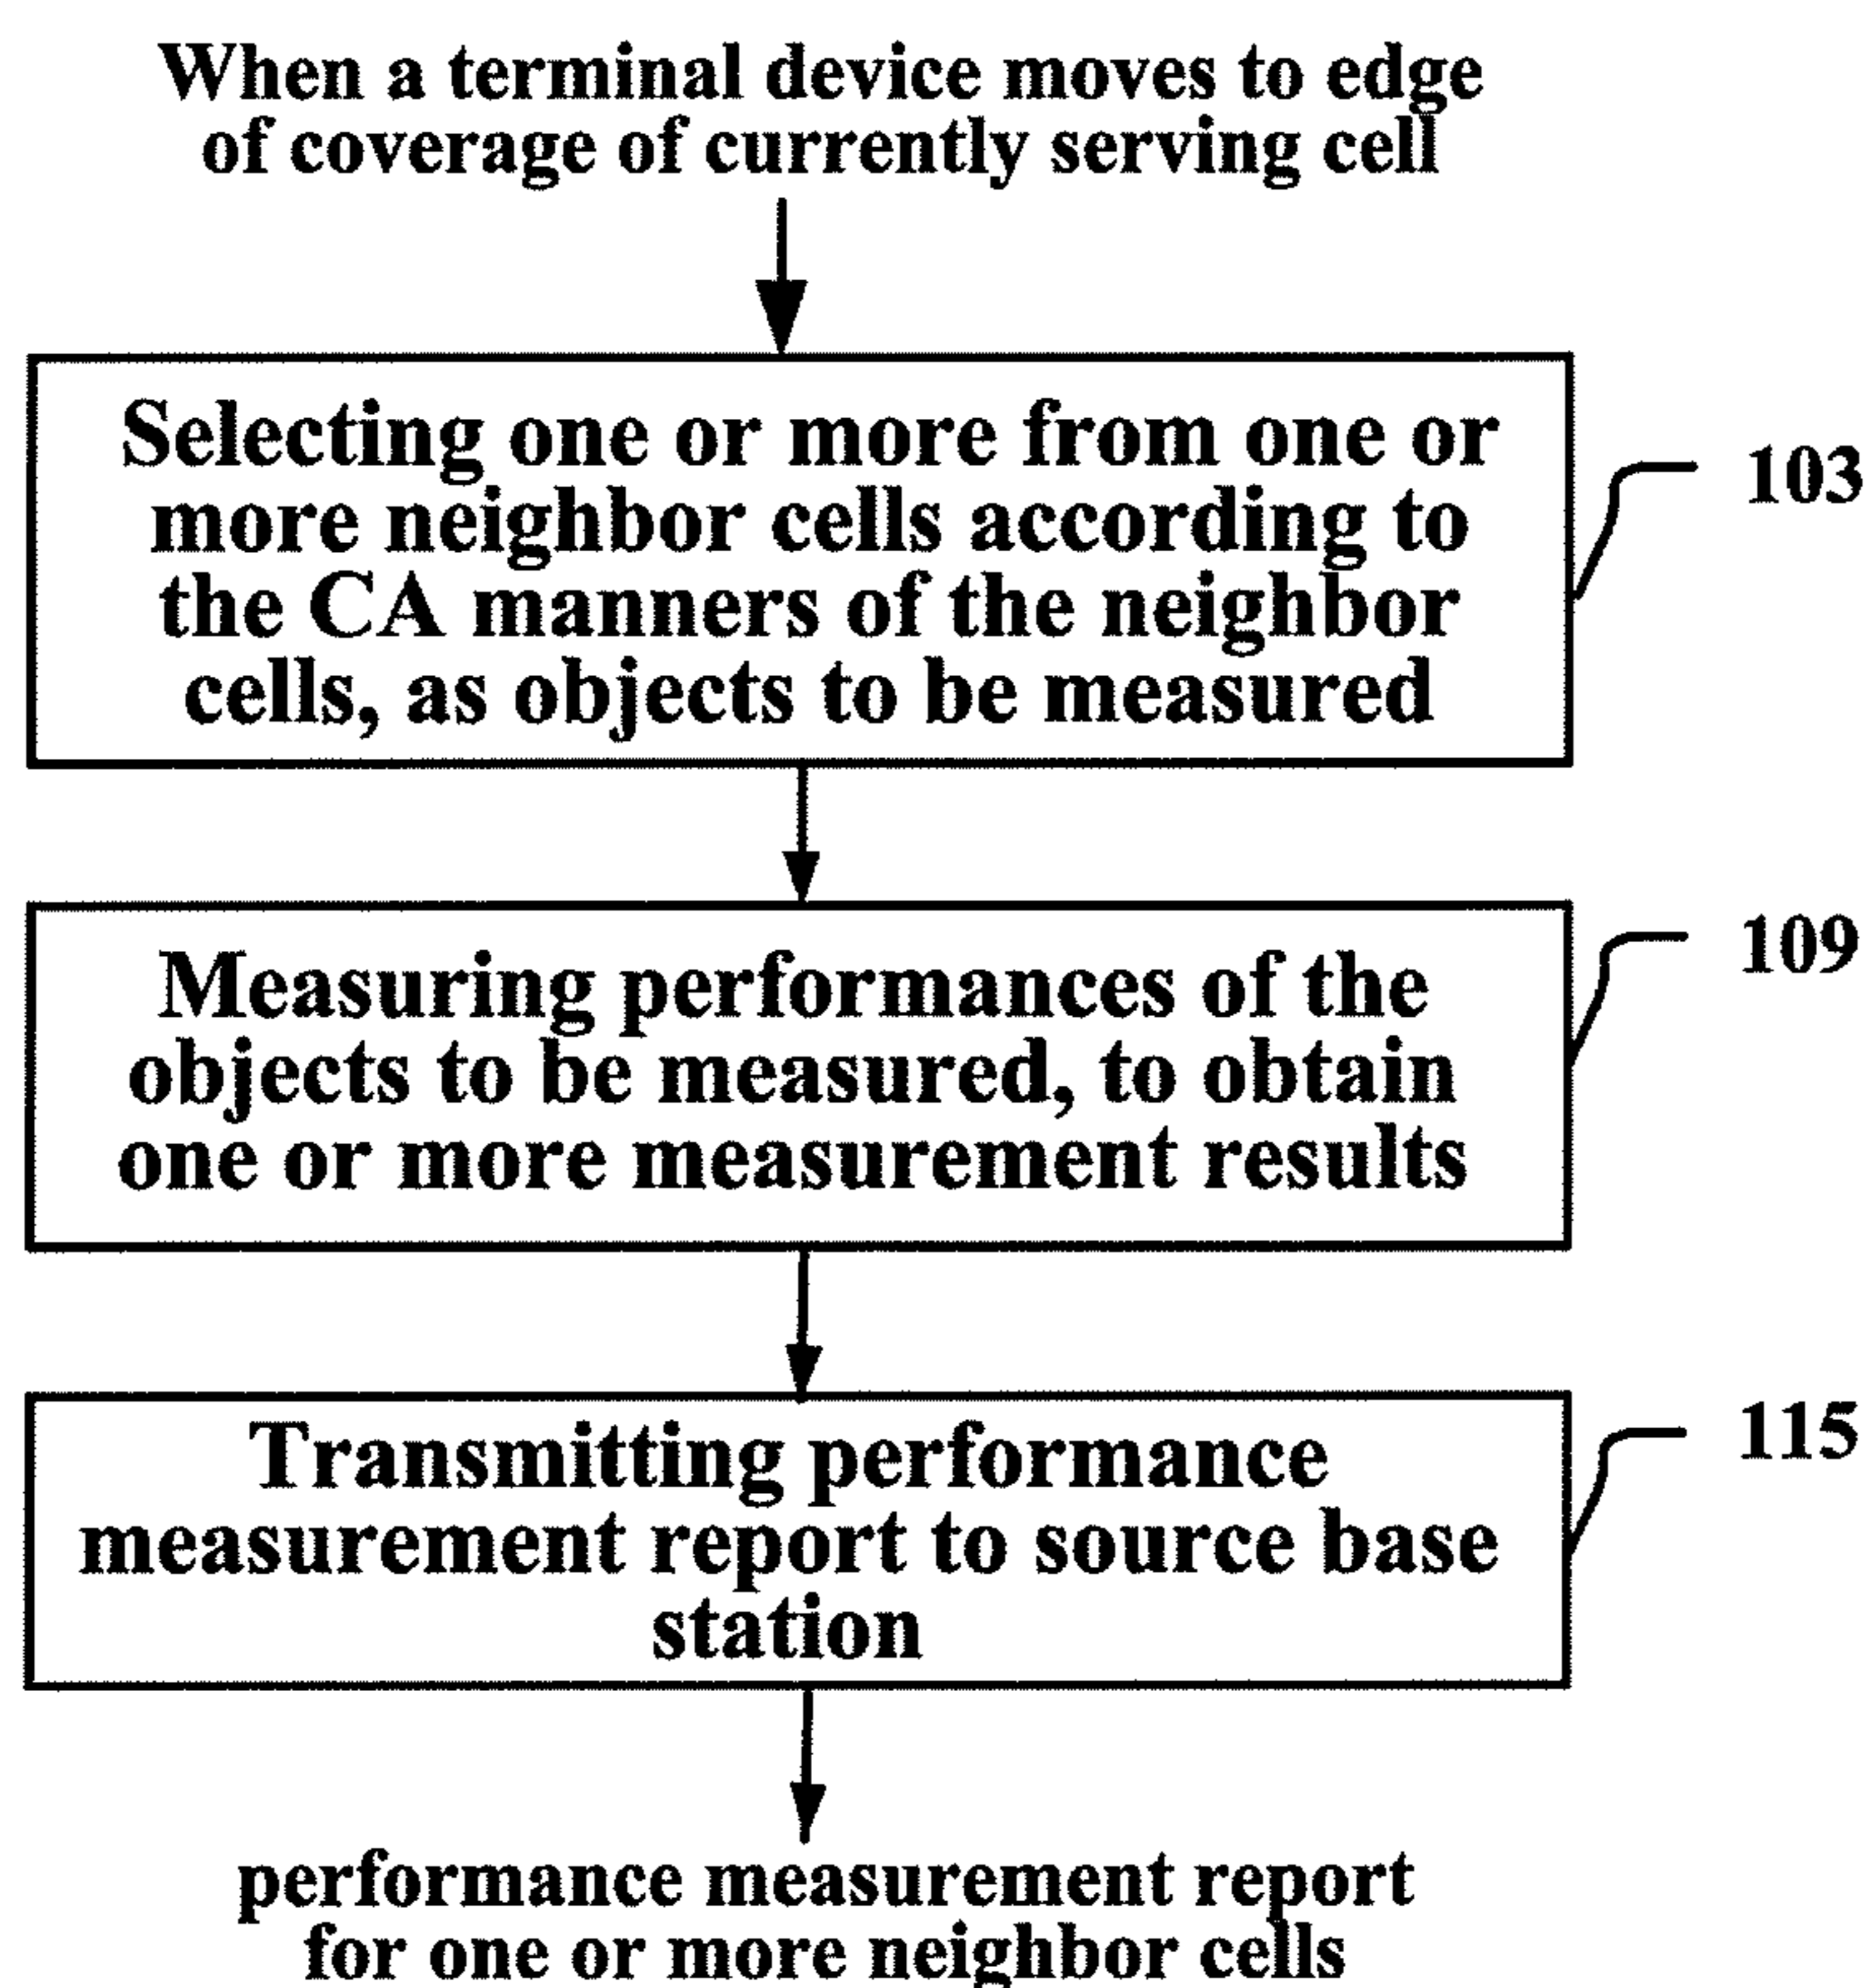 When a terminal device moves to edge
of coverage of currently serving cell
Selecting one or more from one or
more neighbor cells according to
the CA manners of the neighbor
cells, as objects to be measured
103
Measuring performances of the
objects to be measured, to obtain
one or more measurement results
109
Transmitting performance
measurement report to source base
station
115
performance measurement report
for one or more neighbor cells